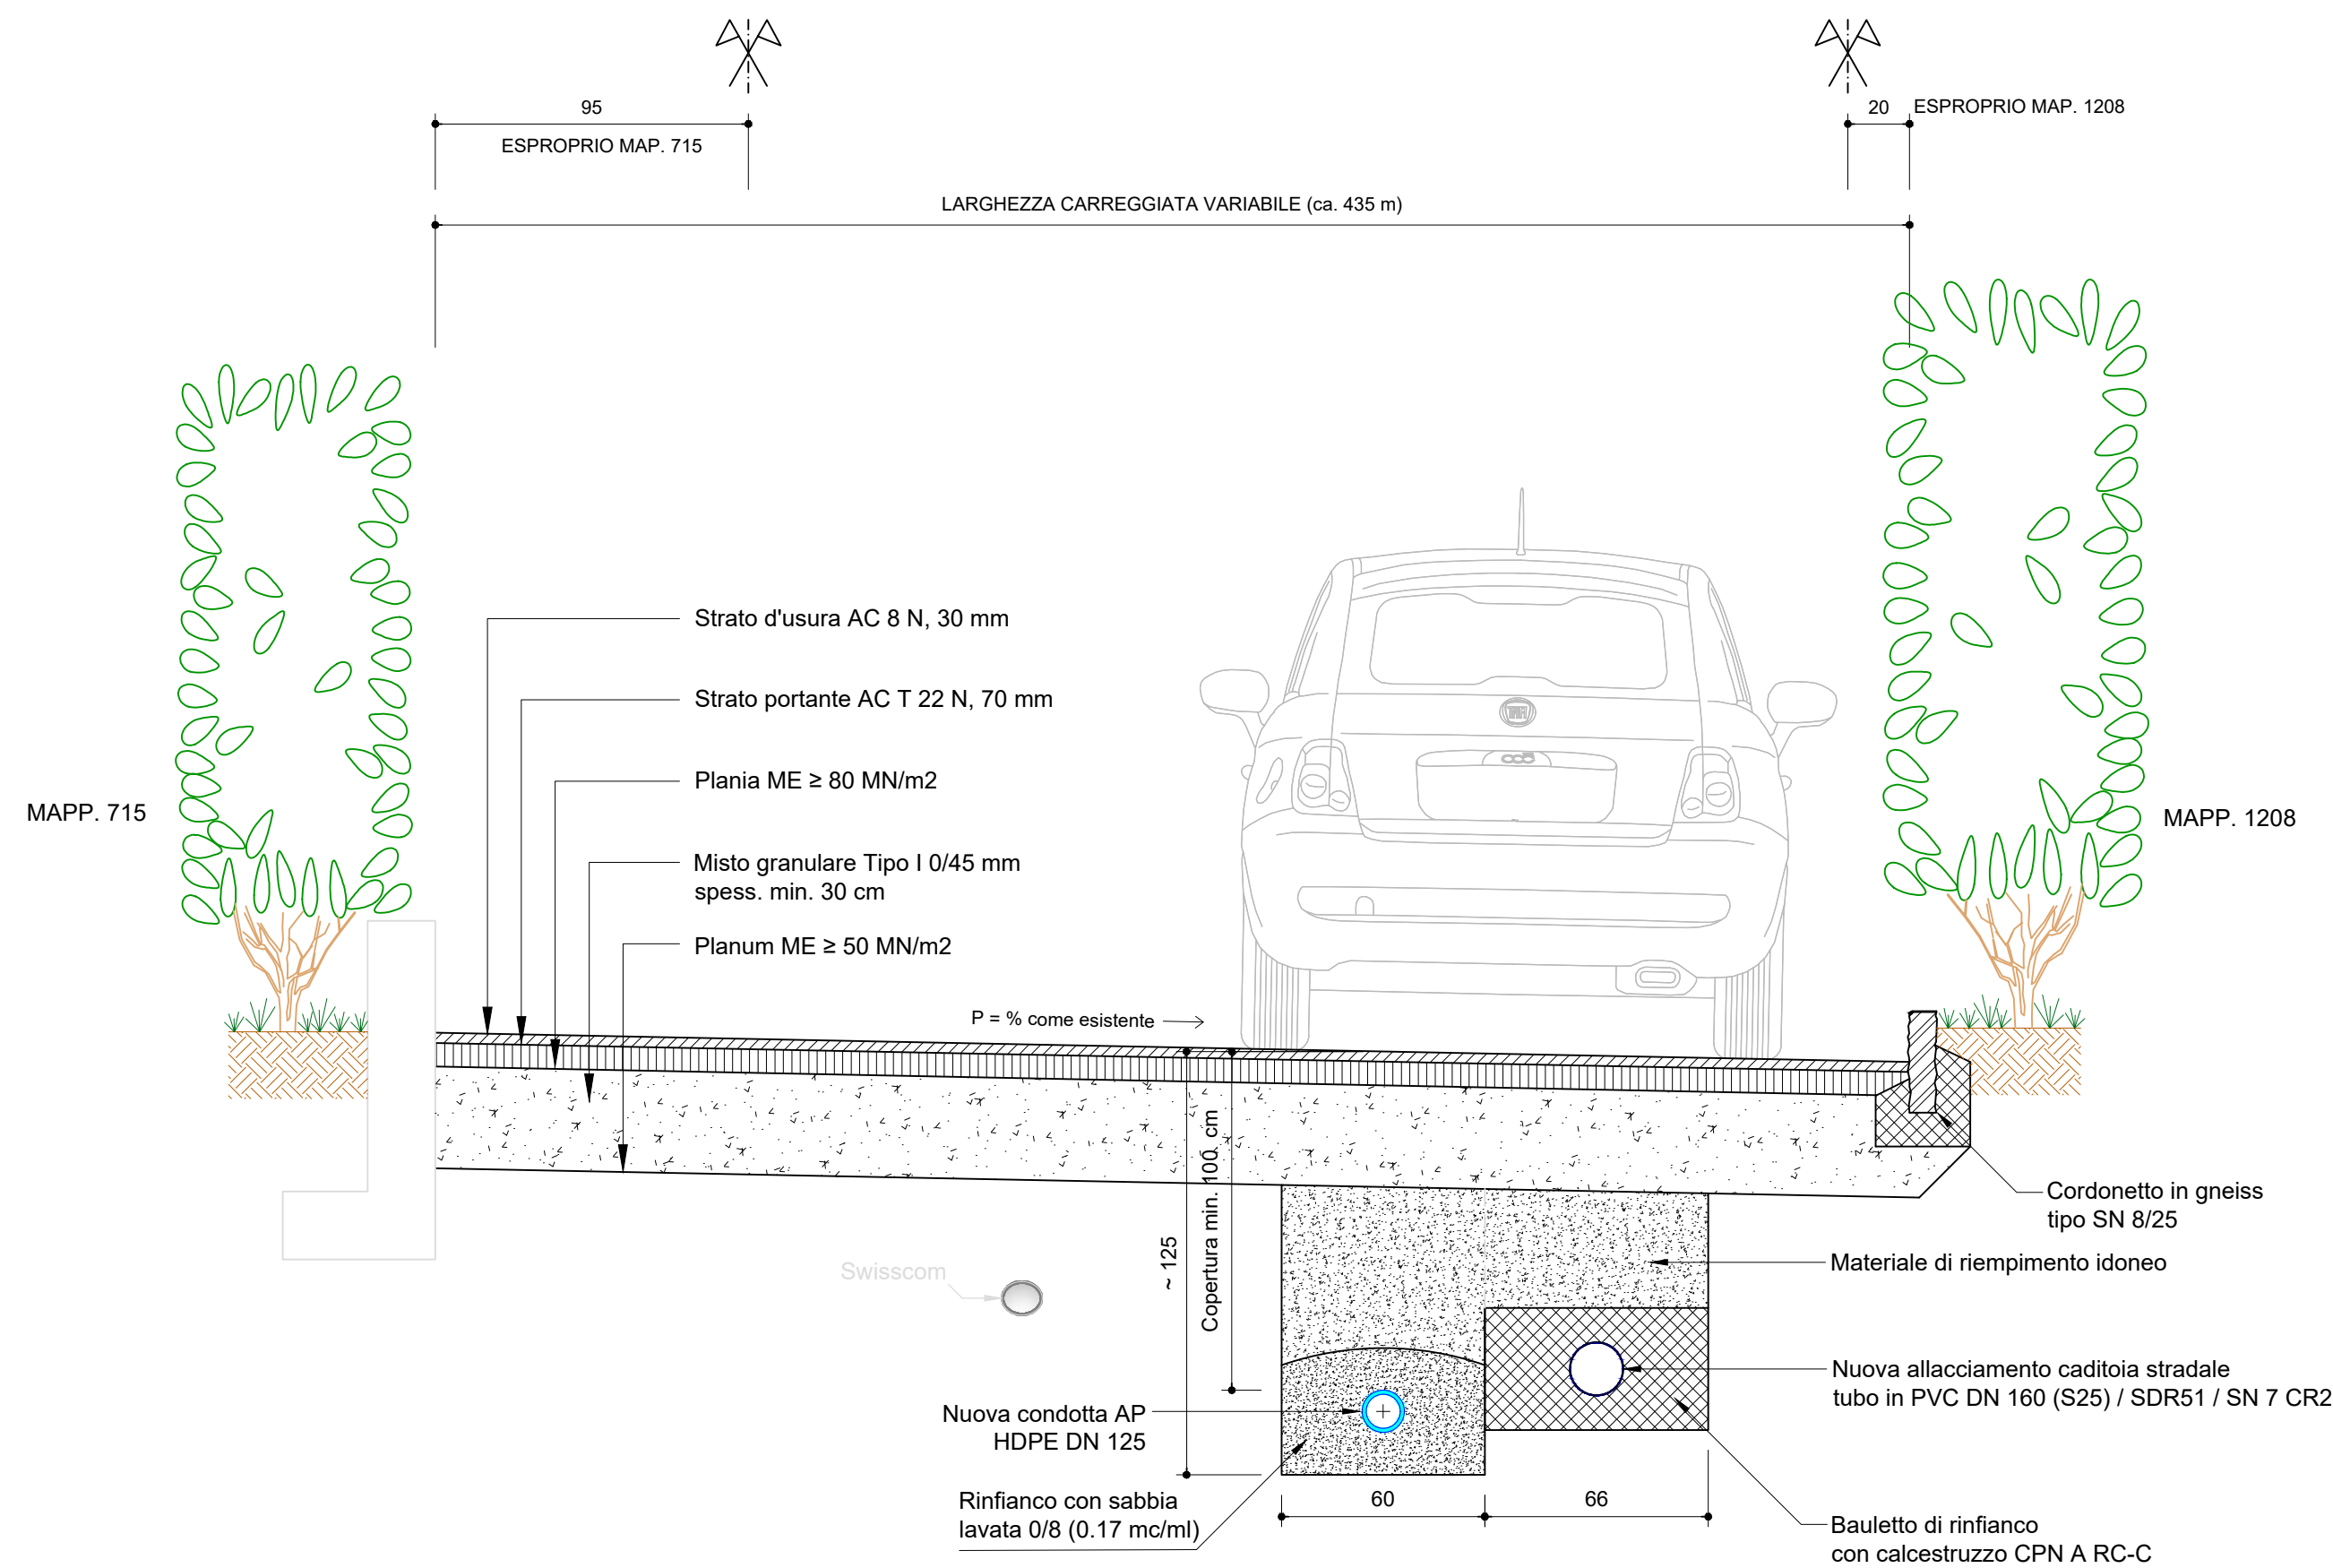 95
20
ESPROPRIO MAP. 1208
ESPROPRIO MAP. 715
LARGHEZZA CARREGGIATA VARIABILE (ca. 435 m)
Strato d'usura AC 8 N, 30 mm
Strato portante AC T 22 N, 70 mm
Plania ME ≥ 80 MN/m2
MAPP. 715
MAPP. 1208
Misto granulare Tipo I 0/45 mm
spess. min. 30 cm
Planum ME ≥ 50 MN/m2
P = % come esistente
~ 125
Copertura min. 100 cm
Cordonetto in gneiss
tipo SN 8/25
Materiale di riempimento idoneo
Swisscom
Nuova allacciamento caditoia stradale
tubo in PVC DN 160 (S25) / SDR51 / SN 7 CR2
Nuova condotta AP
HDPE DN 125
Rinfianco con sabbia
lavata 0/8 (0.17 mc/ml)
60
66
Bauletto di rinfianco
con calcestruzzo CPN A RC-C